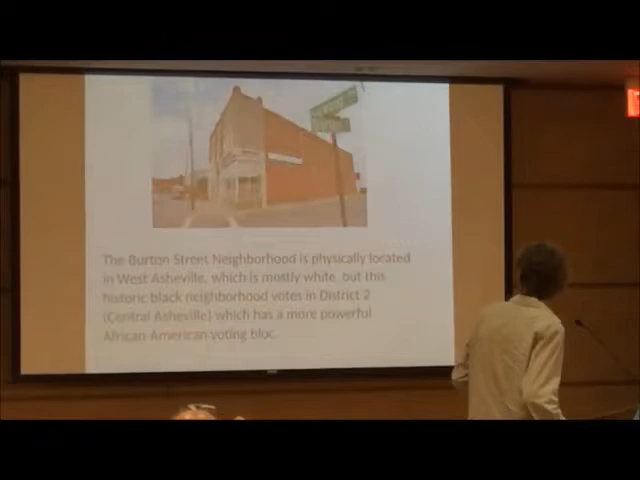 The Burton Street Neighborhood is physically located
in West Asheville, which is mostly white, but this
historic black neighborhood votes in District 2
(Central Asheville) which has a more powerful
African-American voting bloc.